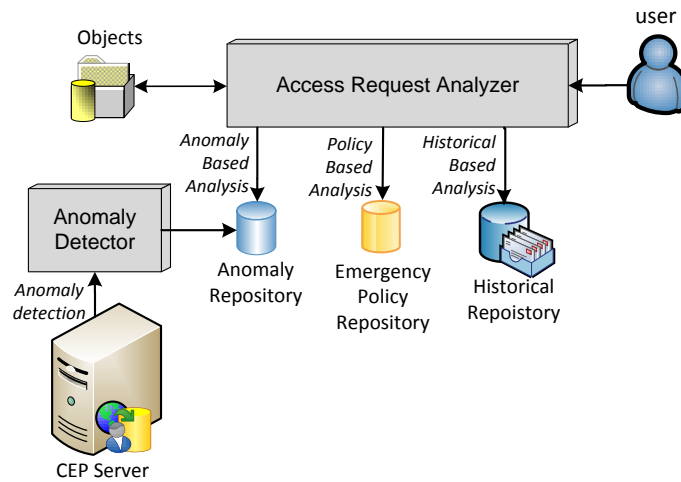 user
Objects
Access Request Analyzer
Anomaly
Based
Analysis
Policy
Based
Analysis
Historical
Based
Analysis
Anomaly
Detector
Anomaly
Repository
Emergency
Policy
Repository
Historical
Repoistory
Anomaly
detection
CEP Server